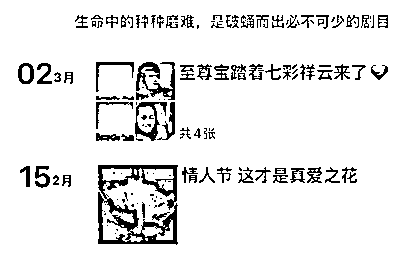 生命中的种种磨难，是破蛹而出必不可少的剧目
02 3月
至尊宝踏着七彩祥云来了
共4张
15 2月
情人节 这才是真爱之花